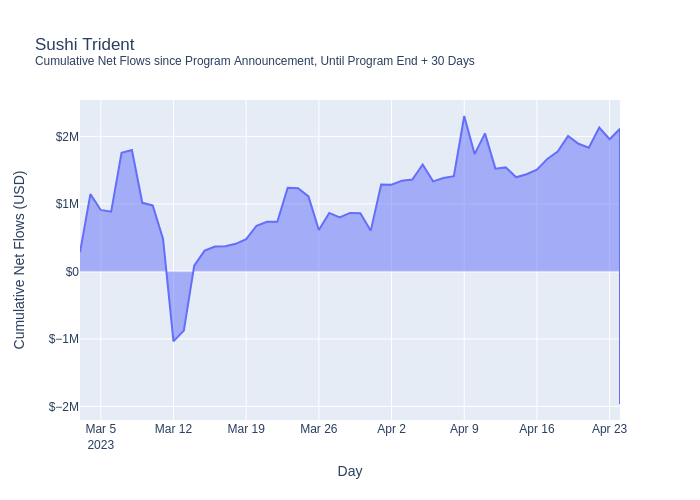 Sushi Trident
Cumulative Net Flows since Program Announcement, Until Program End + 30 Days
Cumulative Net Flows (USD)
$2M
$1M
$0
$−1M
$−2M
Mar 5 Mar 12 Mar 19 Mar 26 Apr 2 Apr 9 Apr 16 Apr 23
2023
Day